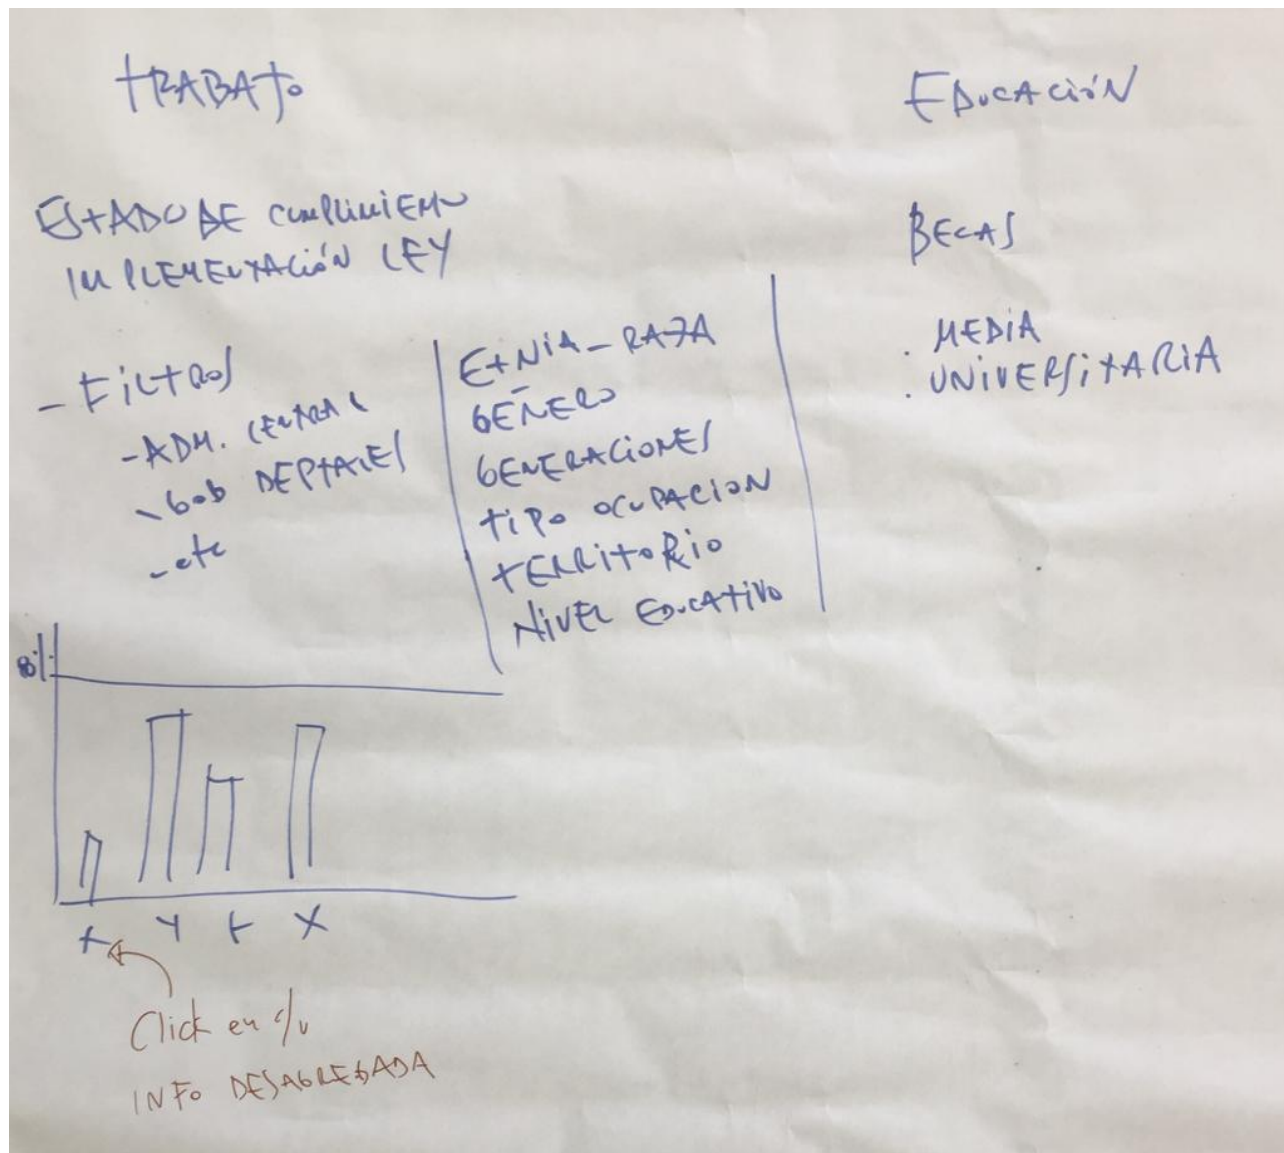 TRABAJO
ESTADO DE CUMPLIMIENTO
IMPLEMENTACIÓN LEY
- FILTROS
- ADM. CENTRAL
- GOB DEPTALES
- etc
ETNIA - RAZA
GÉNERO
GENERACIONES
TIPO OCUPACION
TERRITORIO
NIVEL EDUCATIVO
EDUCACIÓN
BECAS
. MEDIA
. UNIVERSITARIA
8%
X Y Z X
Click en c/u
INFO DESAGREGADA